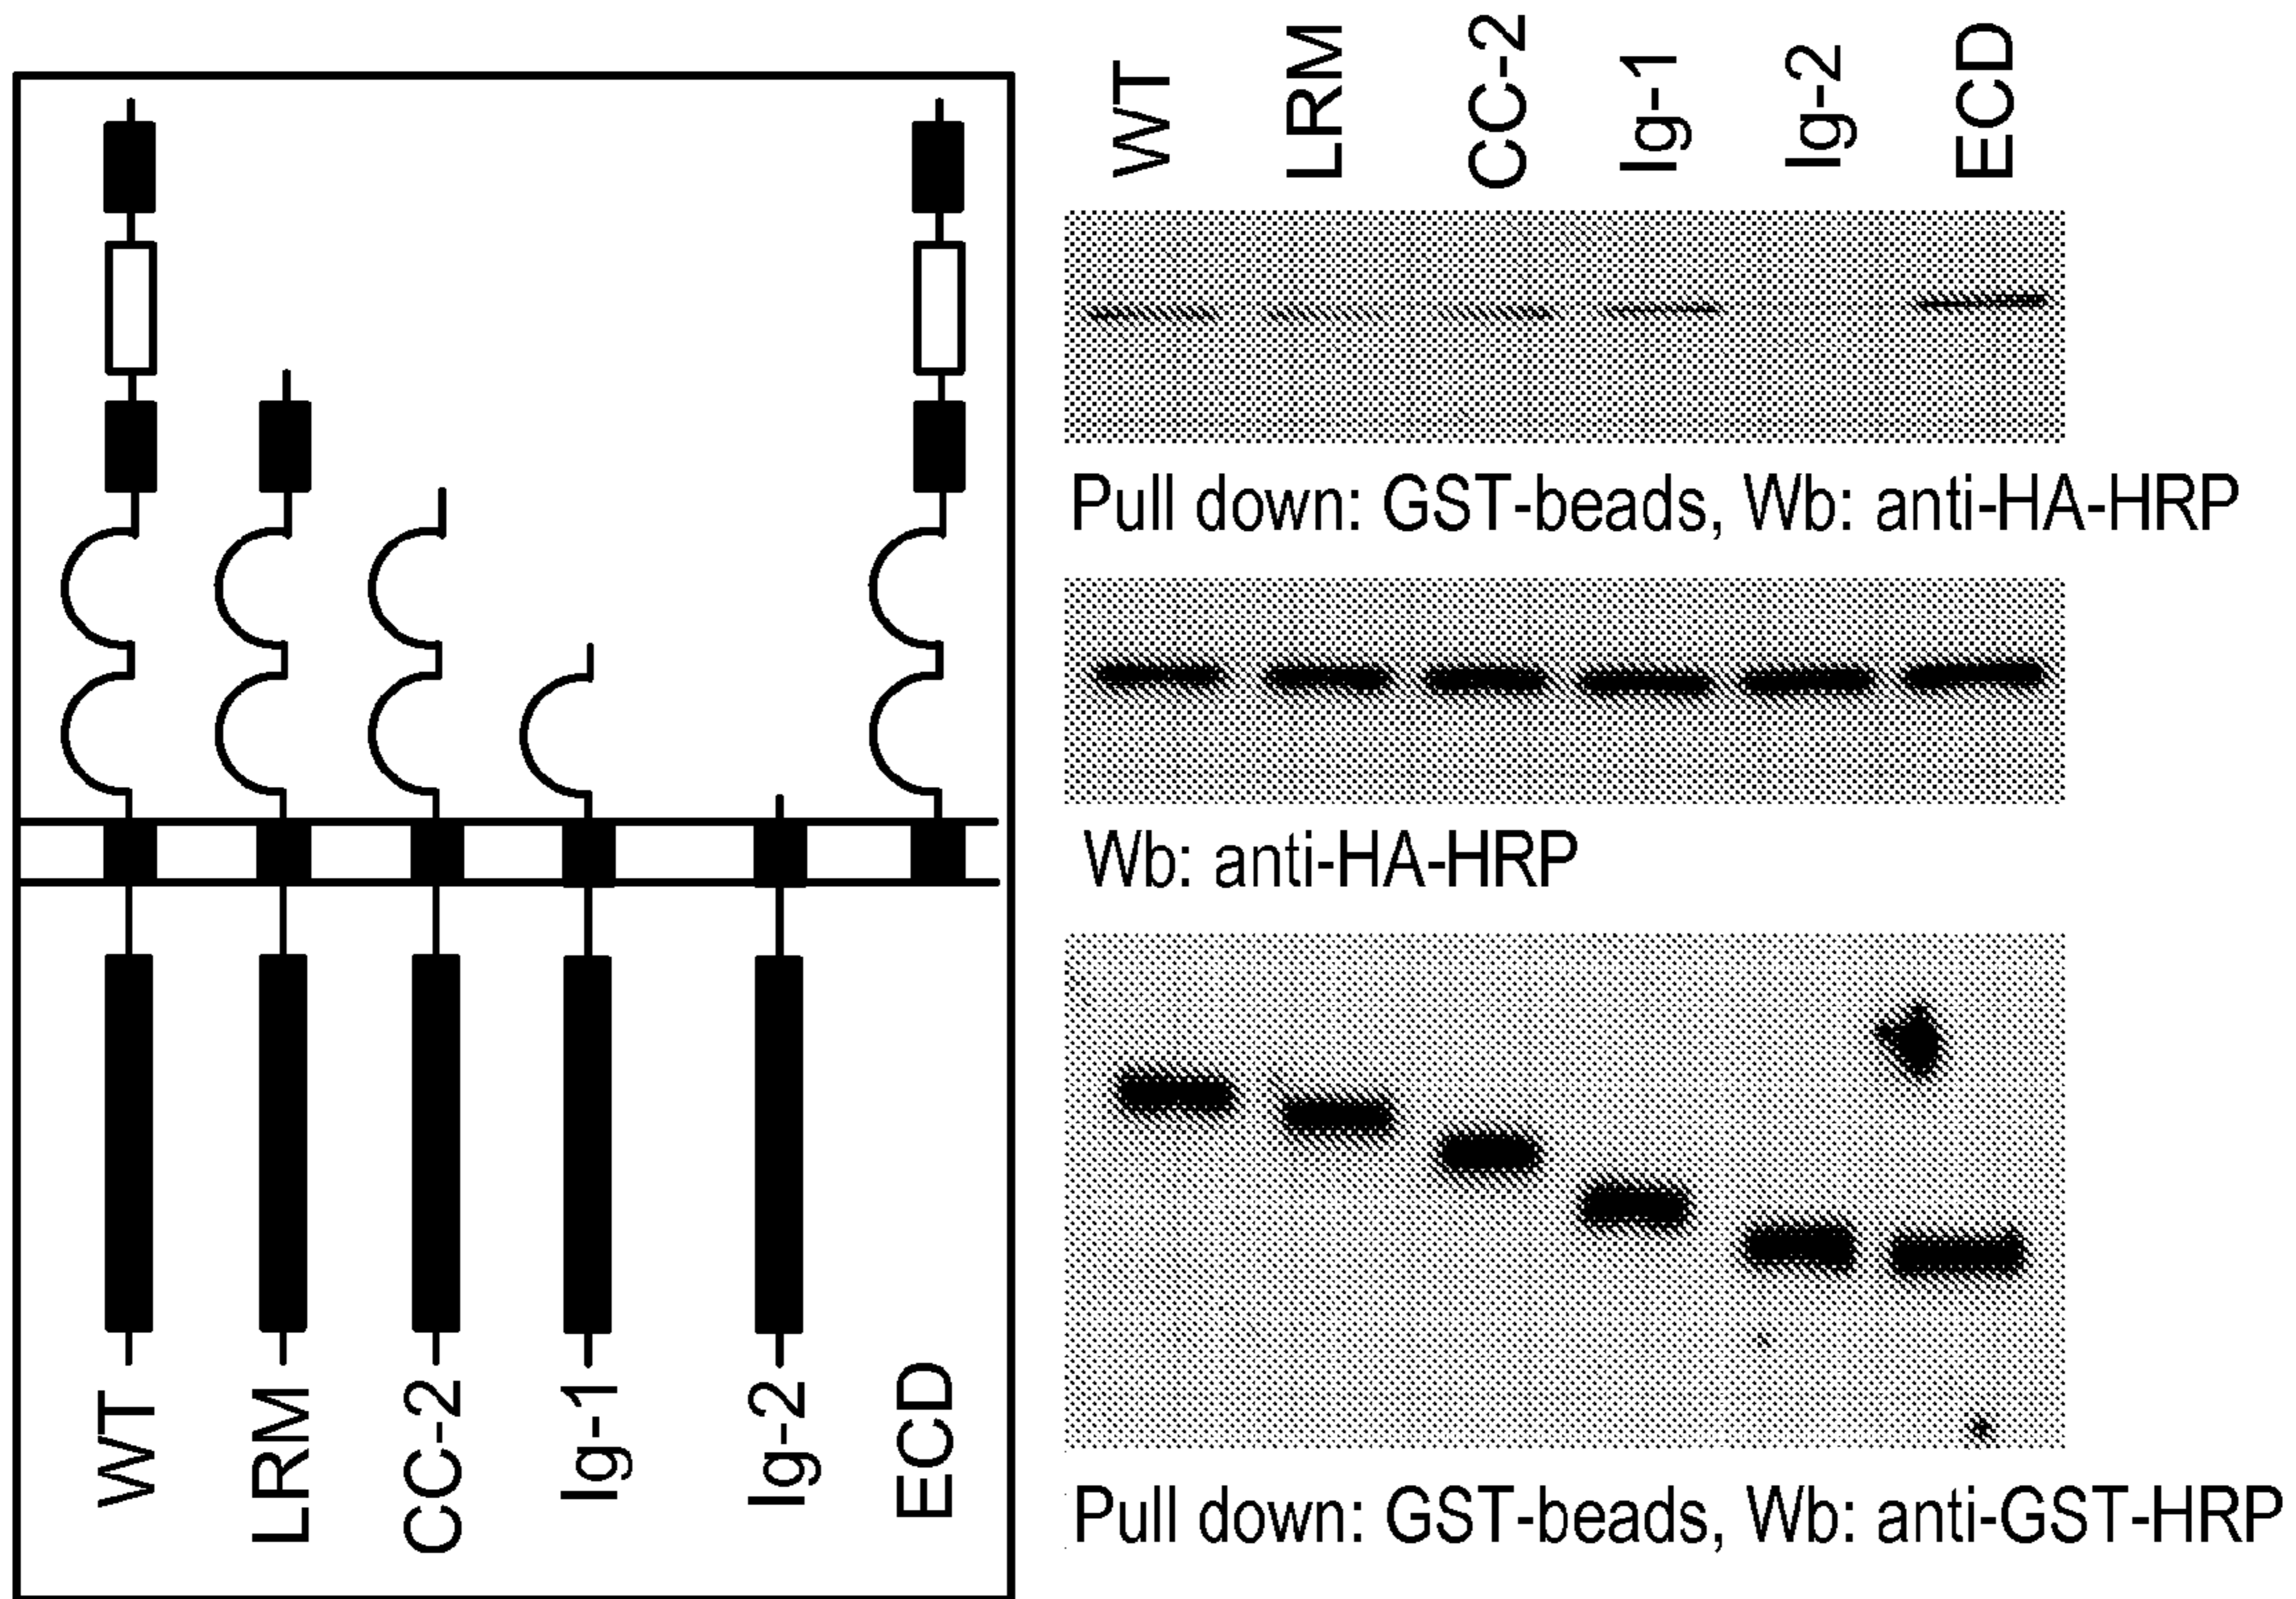 WT LRM CC-2 Ig-1 Ig-2 ECD
WT LRM CC-2 Ig-1 Ig-2 ECD
Pull down: GST-beads, Wb: anti-HA-HRP
Wb: anti-HA-HRP
Pull down: GST-beads, Wb: anti-GST-HRP